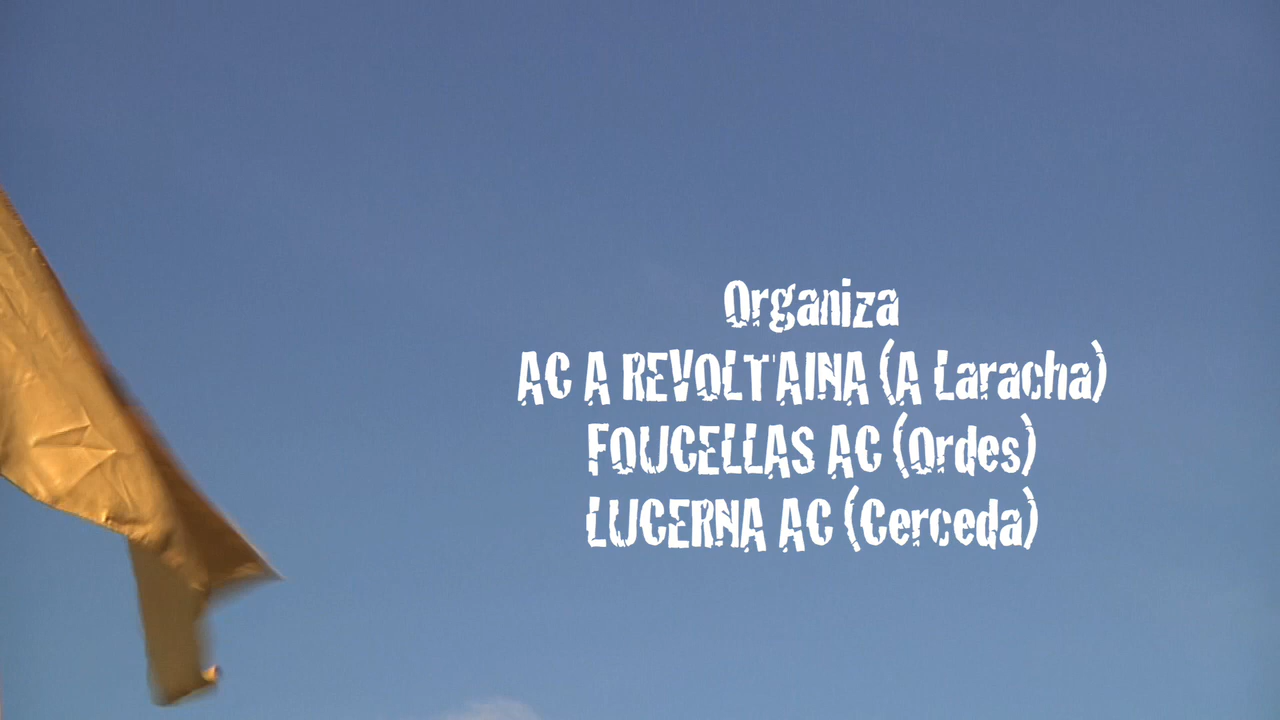 Organiza
AC A REVOLTAINA (A Laracha)
FOUCELLAS AC (Ordes)
LUCERNA AC (Cerceda)